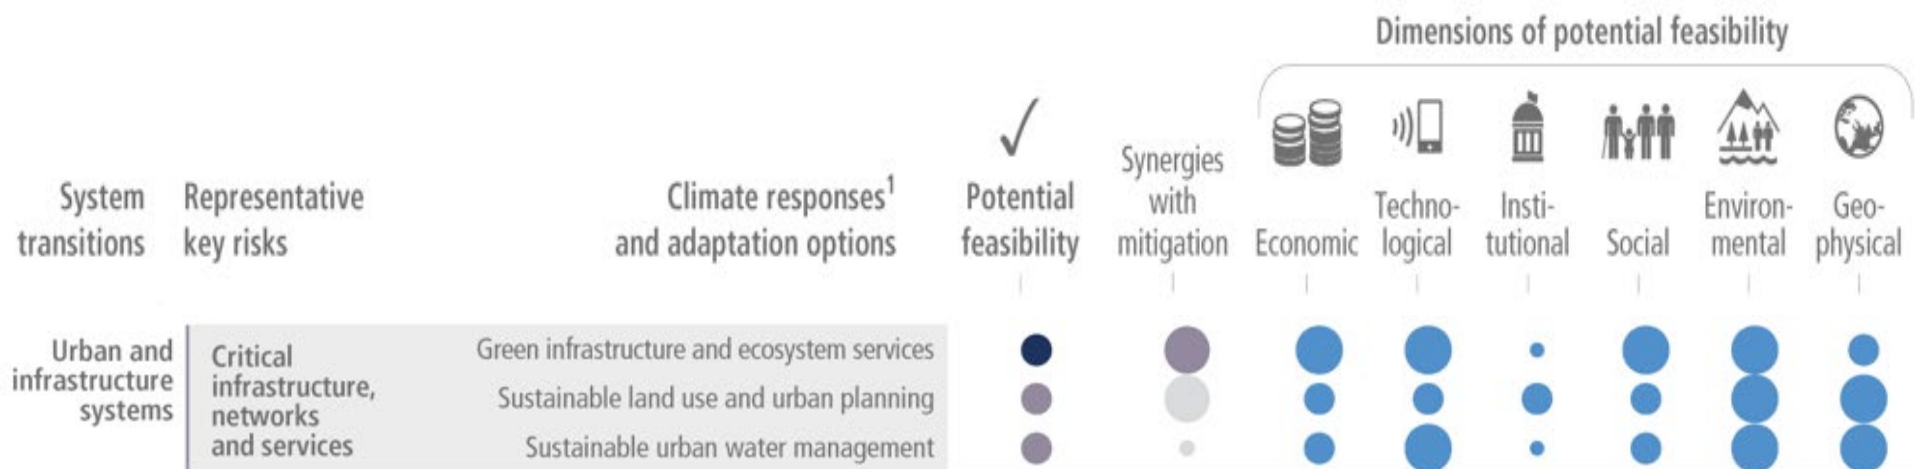 Dimensions of potential feasibility
System transitions
Representative key risks
Climate responses1 and adaptation options
Potential feasibility
Synergies with mitigation
Economic
Techno-
logical
Insti-
tutional
Social
Environ-
mental
Geo-
physical
Urban and
infrastructure
systems
Critical
infrastructure,
networks
and services
Green infrastructure and ecosystem services
Sustainable land use and urban planning
Sustainable urban water management